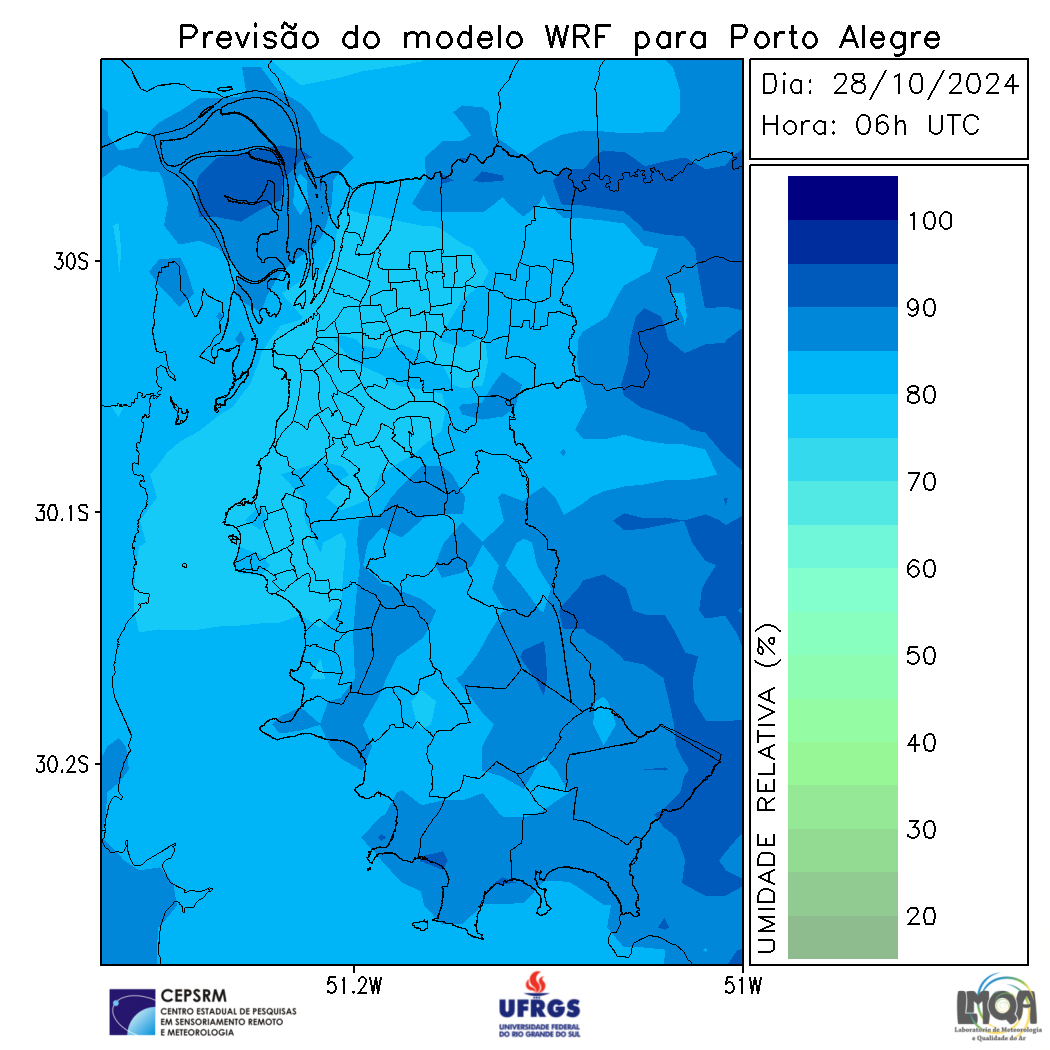 Previsão do modelo WRF para Porto Alegre
Dia: 28/10/2024
Hora: 06h UTC
30S
30.1S
30.2S
51.2W
51W
100
90
80
70
60
50
40
30
20
UMIDADE RELATIVA (%)
CEPSRM
CENTRO ESTADUAL DE PESQUISAS
EM SENSORIAMENTO REMOTO
E METEOROLOGIA
UFRGS
UNIVERSIDADE FEDERAL
DO RIO GRANDE DO SUL
LMQA
Laboratório de Meteorologia
e Qualidade do Ar